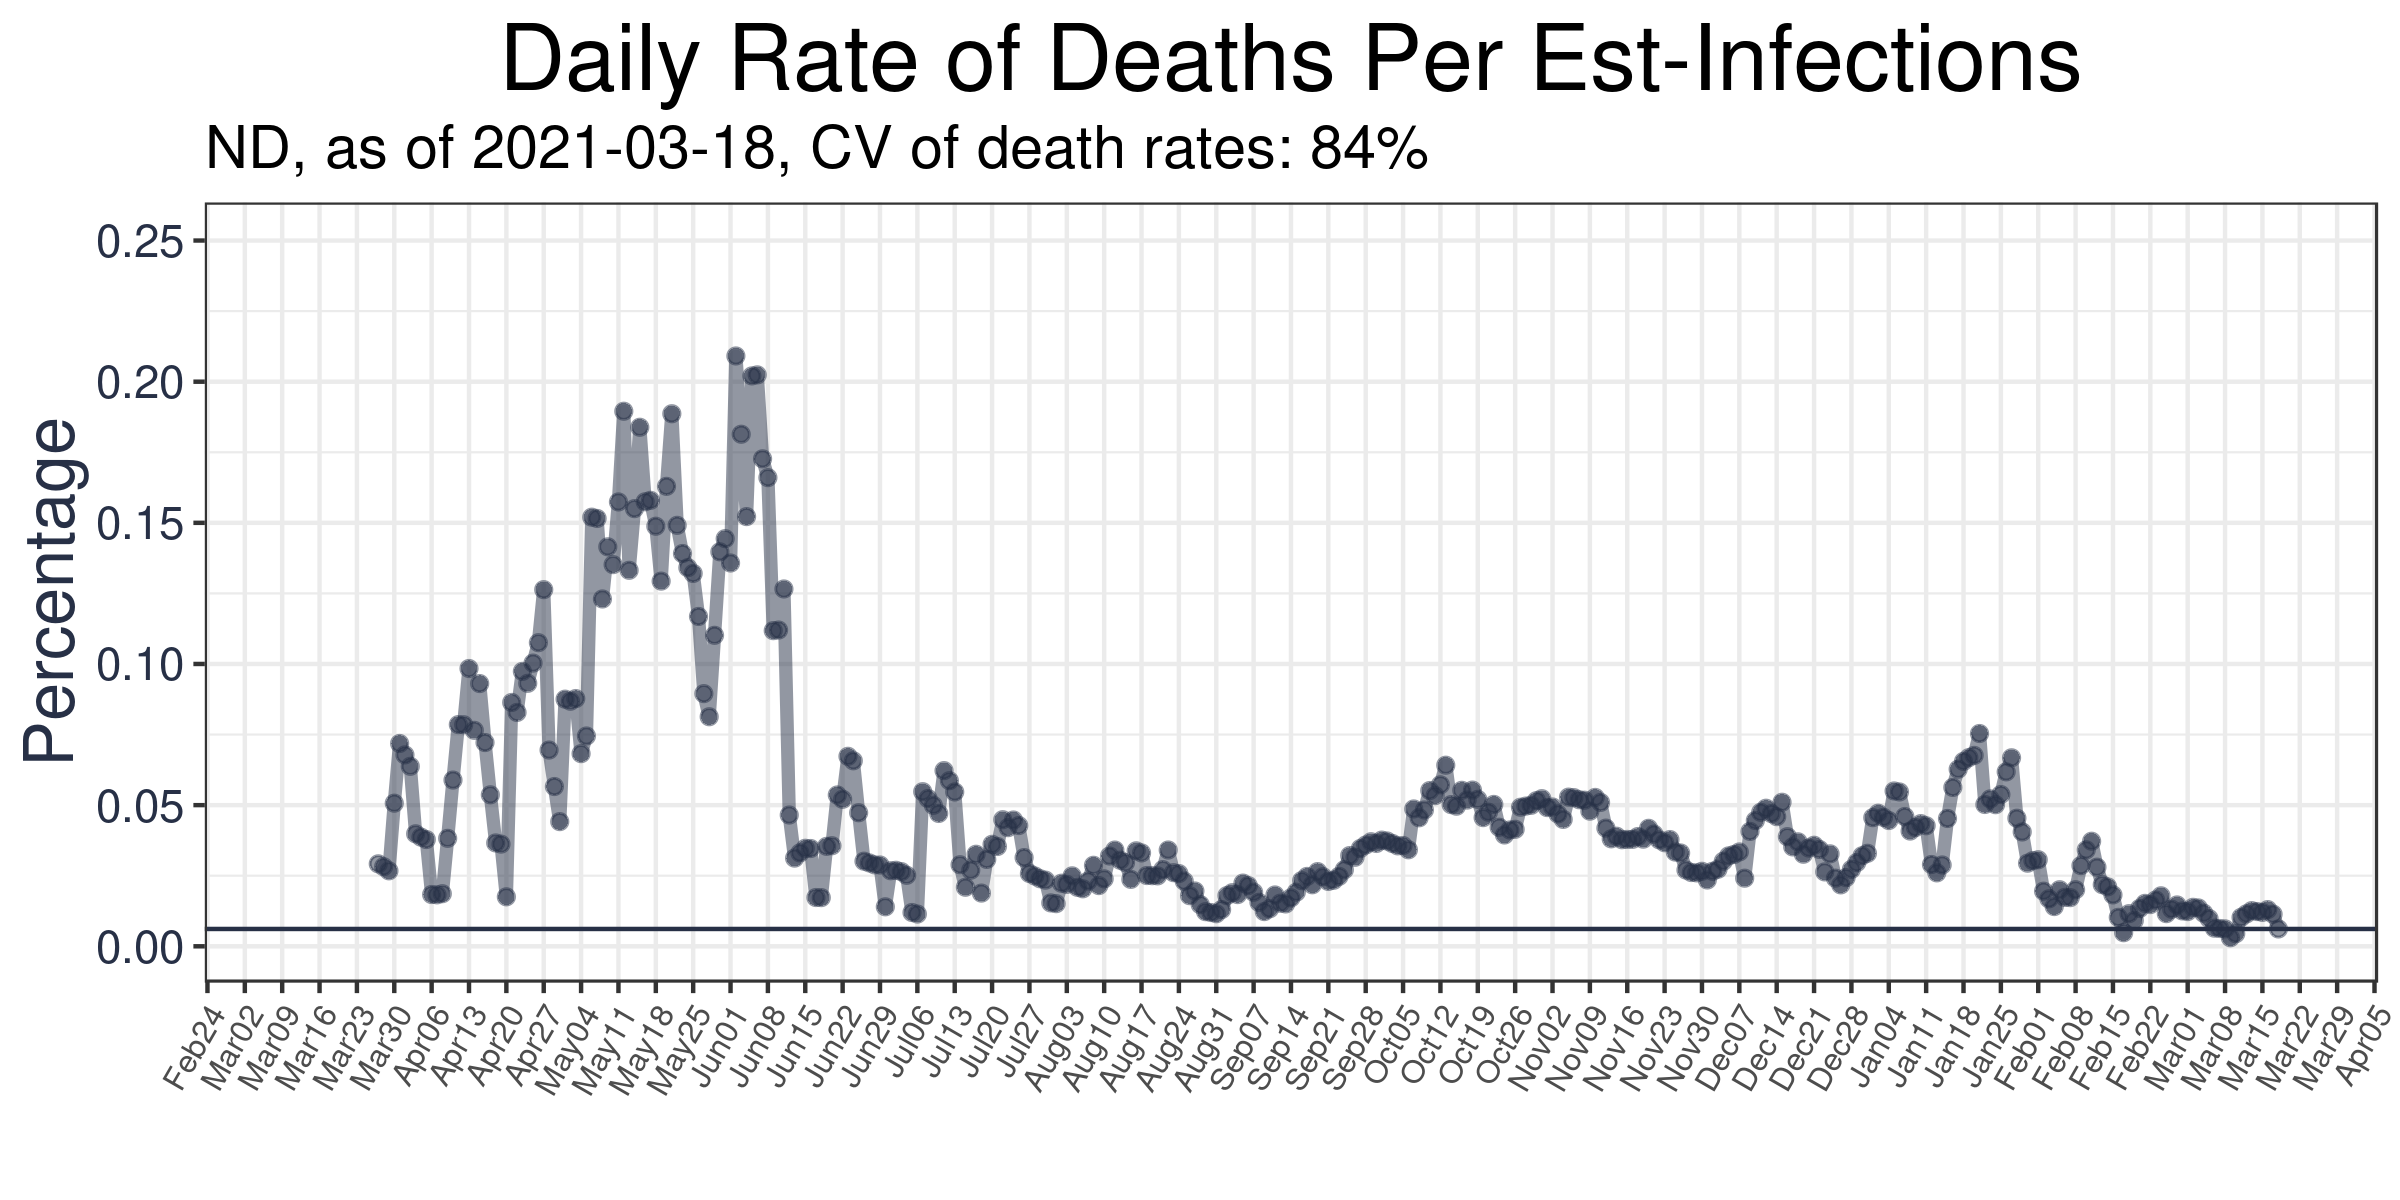 Daily Rate of Deaths Per Est-Infections
ND, as of 2021-03-18, CV of death rates: 84%
Percentage
0.25
0.20
0.15
0.10
0.05
0.00
Feb24
Mar02
Mar09
Mar16
Mar23
Mar30
Apr06
Apr13
Apr20
Apr27
May04
May11
May18
May25
Jun01
Jun08
Jun15
Jun22
Jun29
Jul06
Jul13
Jul20
Jul27
Aug03
Aug10
Aug17
Aug24
Aug31
Sep07
Sep14
Sep21
Sep28
Oct05
Oct12
Oct19
Oct26
Nov02
Nov09
Nov16
Nov23
Nov30
Dec07
Dec14
Dec21
Dec28
Jan04
Jan11
Jan18
Jan25
Feb01
Feb08
Feb15
Feb22
Mar01
Mar08
Mar15
Mar22
Mar29
Apr05